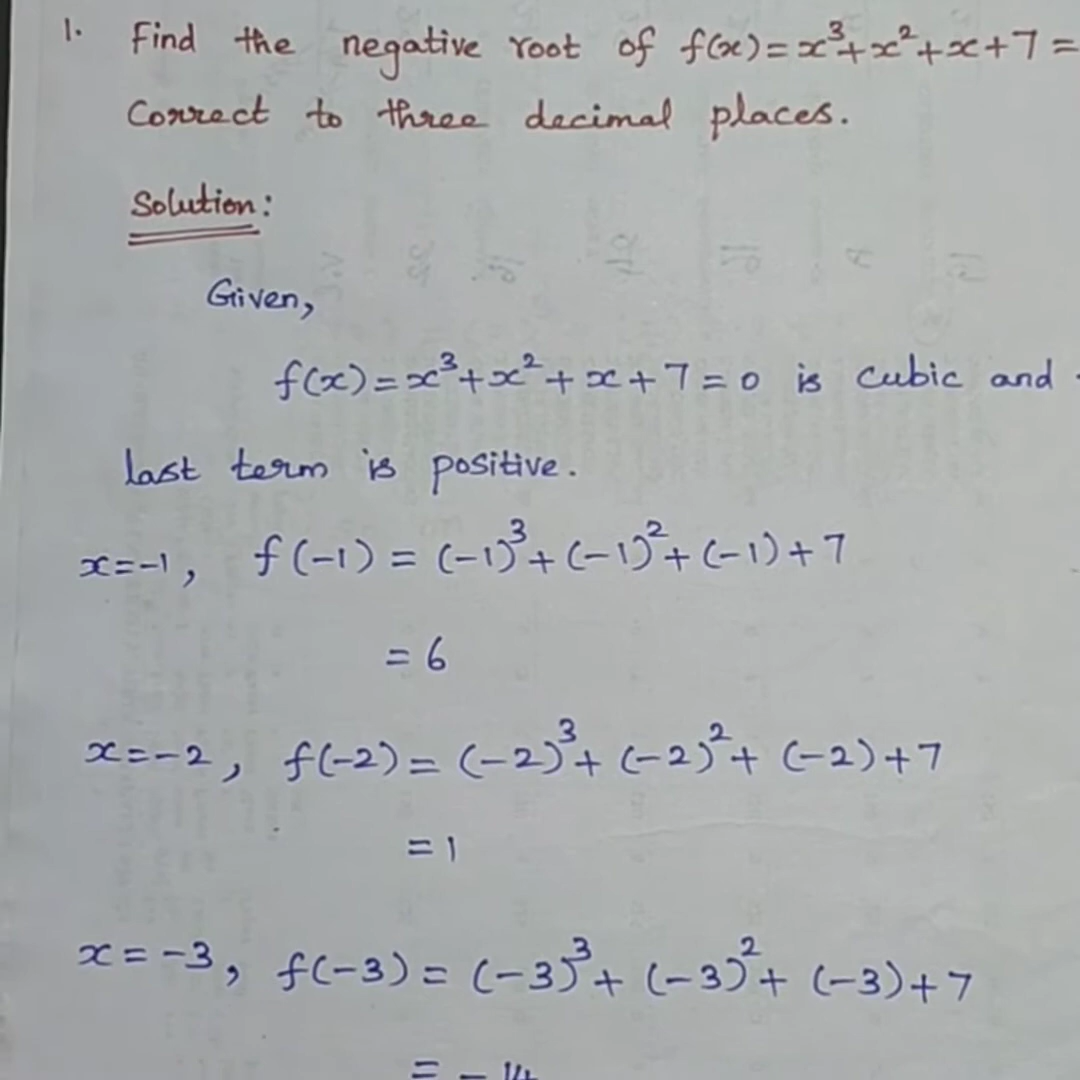 1. Find the negative root of f(x)=x³+x²+x+7=
Correct to three decimal places.
Solution:
Given,
f(x)=x³+x²+x+7=0 is cubic and
last term is positive.
x=-1, f(-1) = (-1)³+(-1)²+(-1)+7
= 6
x=-2, f(-2) = (-2)³+(-2)²+(-2)+7
= 1
x=-3, f(-3) = (-3)³+(-3)²+(-3)+7
= -14